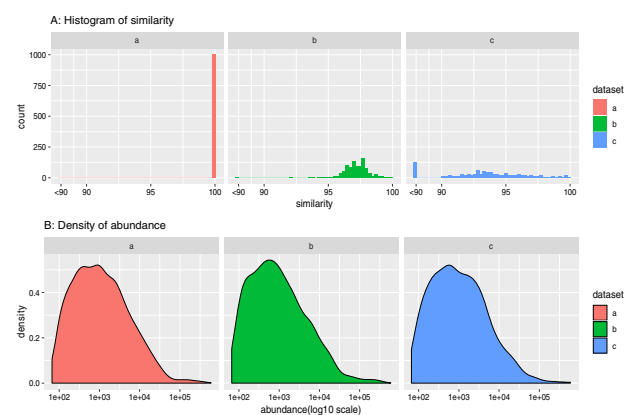 A: Histogram of similarity
a b c
1000
750
500
250
0
count
<90 90 95 100 <90 90 95 100 <90 90 95 100
similarity
dataset
a
b
c
B: Density of abundance
a b c
0.4
0.2
0.0
density
1e+02 1e+03 1e+04 1e+05 1e+02 1e+03 1e+04 1e+05 1e+02 1e+03 1e+04 1e+05
abundance(log10 scale)
dataset
a
b
c